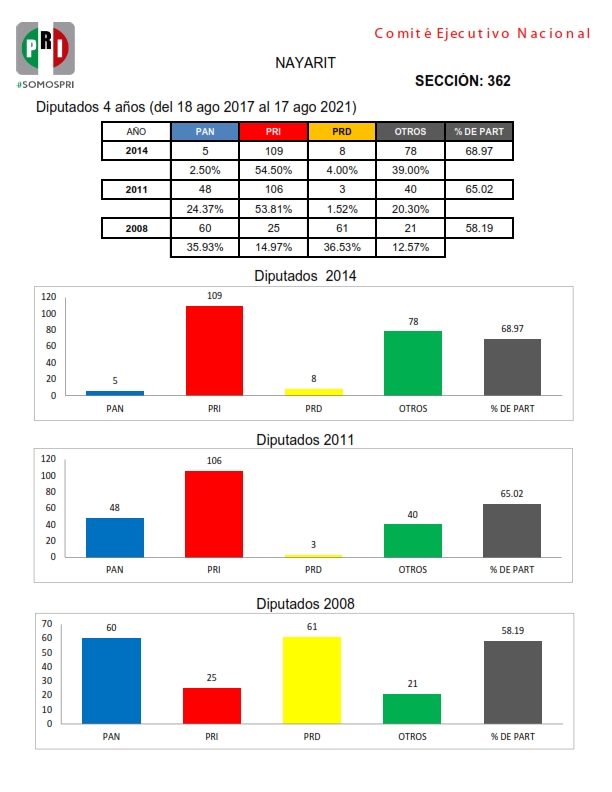 Comité Ejecutivo Nacional
PRI
#SOMOSPRI
NAYARIT
SECCIÓN: 362
Diputados 4 años (del 18 ago 2017 al 17 ago 2021)
AÑO PAN PRI PRD OTROS % DE PART
2014 5 109 8 78 68.97
2.50% 54.50% 4.00% 39.00%
2011 48 106 3 40 65.02
24.37% 53.81% 1.52% 20.30%
2008 60 25 61 21 58.19
35.93% 14.97% 36.53% 12.57%
Diputados 2014
120
100
80
60
40
20
0
5 109 8 78 68.97
PAN PRI PRD OTROS % DE PART
Diputados 2011
120
100
80
60
40
20
0
48 106 3 40 65.02
PAN PRI PRD OTROS % DE PART
Diputados 2008
70
60
50
40
30
20
10
0
60 25 61 21 58.19
PAN PRI PRD OTROS % DE PART